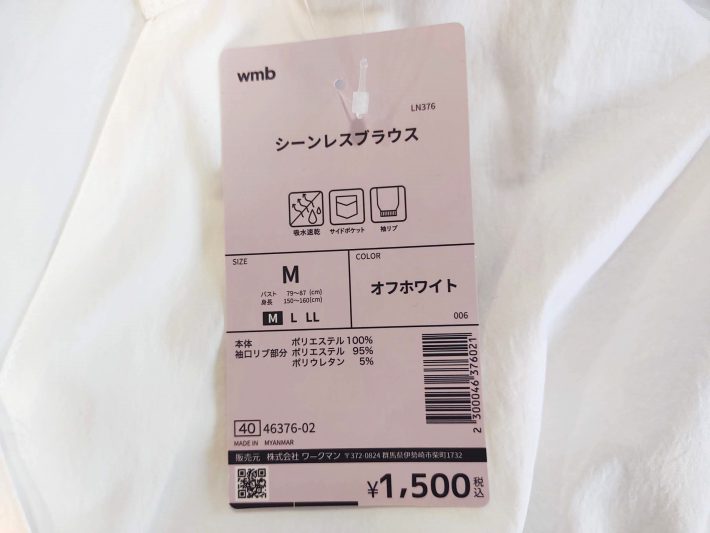 wmb
LN376
シーンレスブラウス
吸水速乾 サイドポケット 袖リブ
SIZE
M
バスト 79〜87 (cm)
身長 150〜160(cm)
M L LL
COLOR
オフホワイト
006
本体 ポリエステル 100%
袖口リブ部分 ポリエステル 95%
ポリウレタン 5%
2 300046 376021
40 46376-02
MADE IN MYANMAR
販売元 株式会社 ワークマン 〒372-0824 群馬県伊勢崎市柴町1732
¥1,500 税込